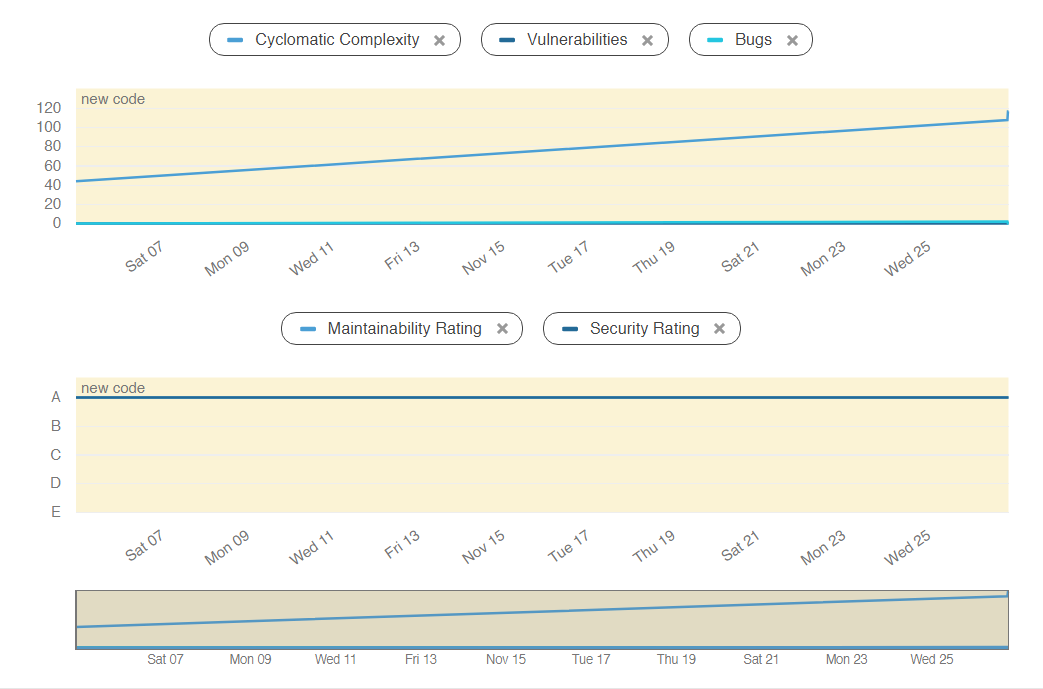 Cyclomatic Complexity × Vulnerabilities × Bugs ×
new code
120
100
80
60
40
20
0
Sat 07 Mon 09 Wed 11 Fri 13 Nov 15 Tue 17 Thu 19 Sat 21 Mon 23 Wed 25
Maintainability Rating × Security Rating ×
new code
A
B
C
D
E
Sat 07 Mon 09 Wed 11 Fri 13 Nov 15 Tue 17 Thu 19 Sat 21 Mon 23 Wed 25
Sat 07 Mon 09 Wed 11 Fri 13 Nov 15 Tue 17 Thu 19 Sat 21 Mon 23 Wed 25